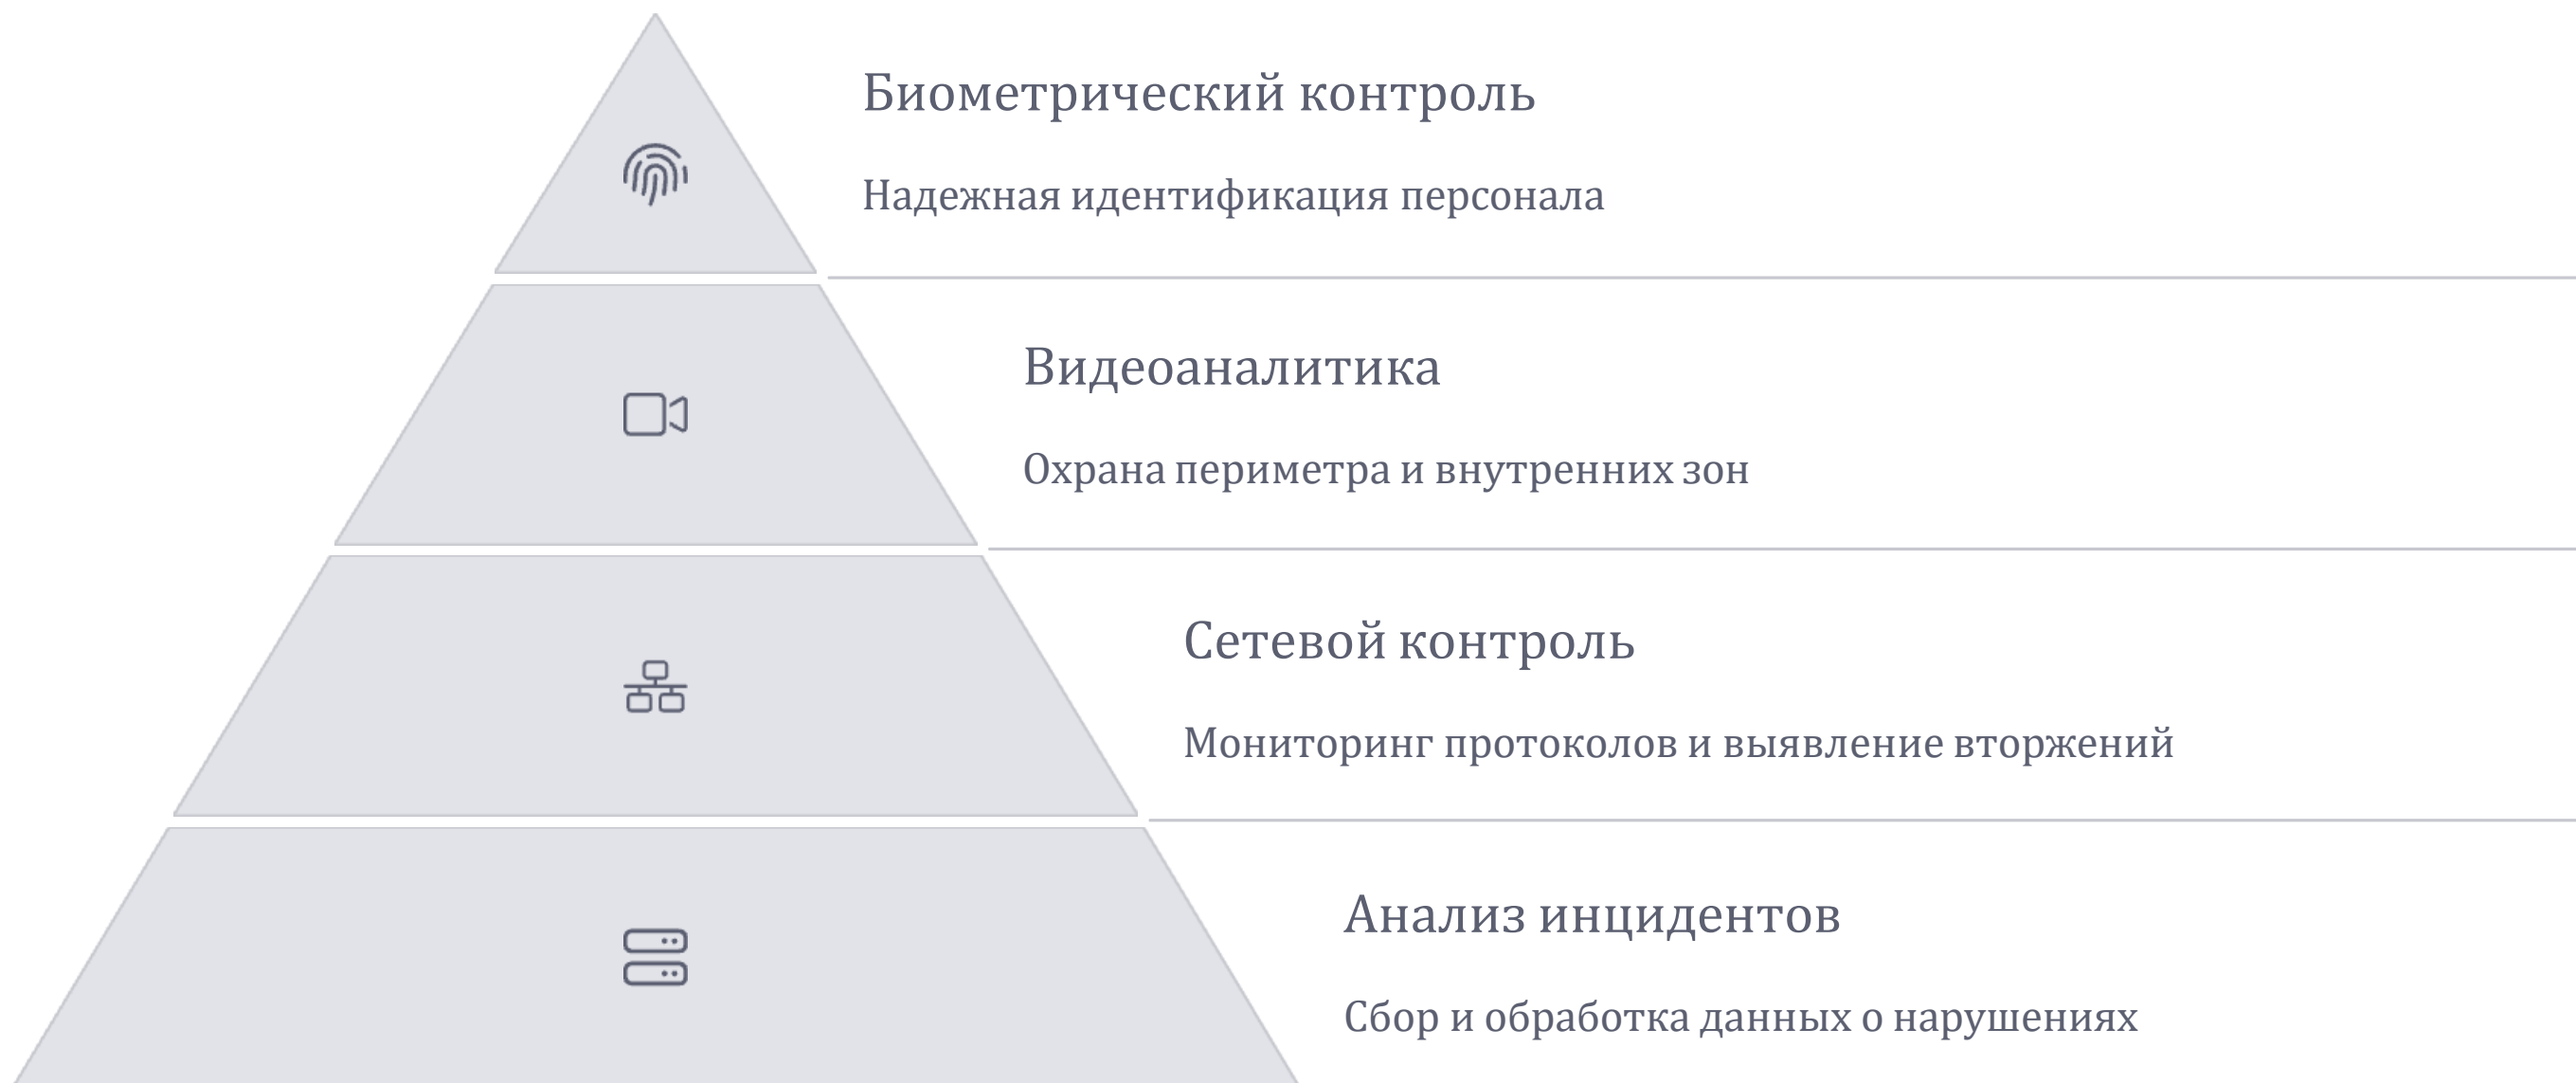 Биометрический контроль
Надежная идентификация персонала
Видеоаналитика
Охрана периметра и внутренних зон
Сетевой контроль
Мониторинг протоколов и выявление вторжений
Анализ инцидентов
Сбор и обработка данных о нарушениях